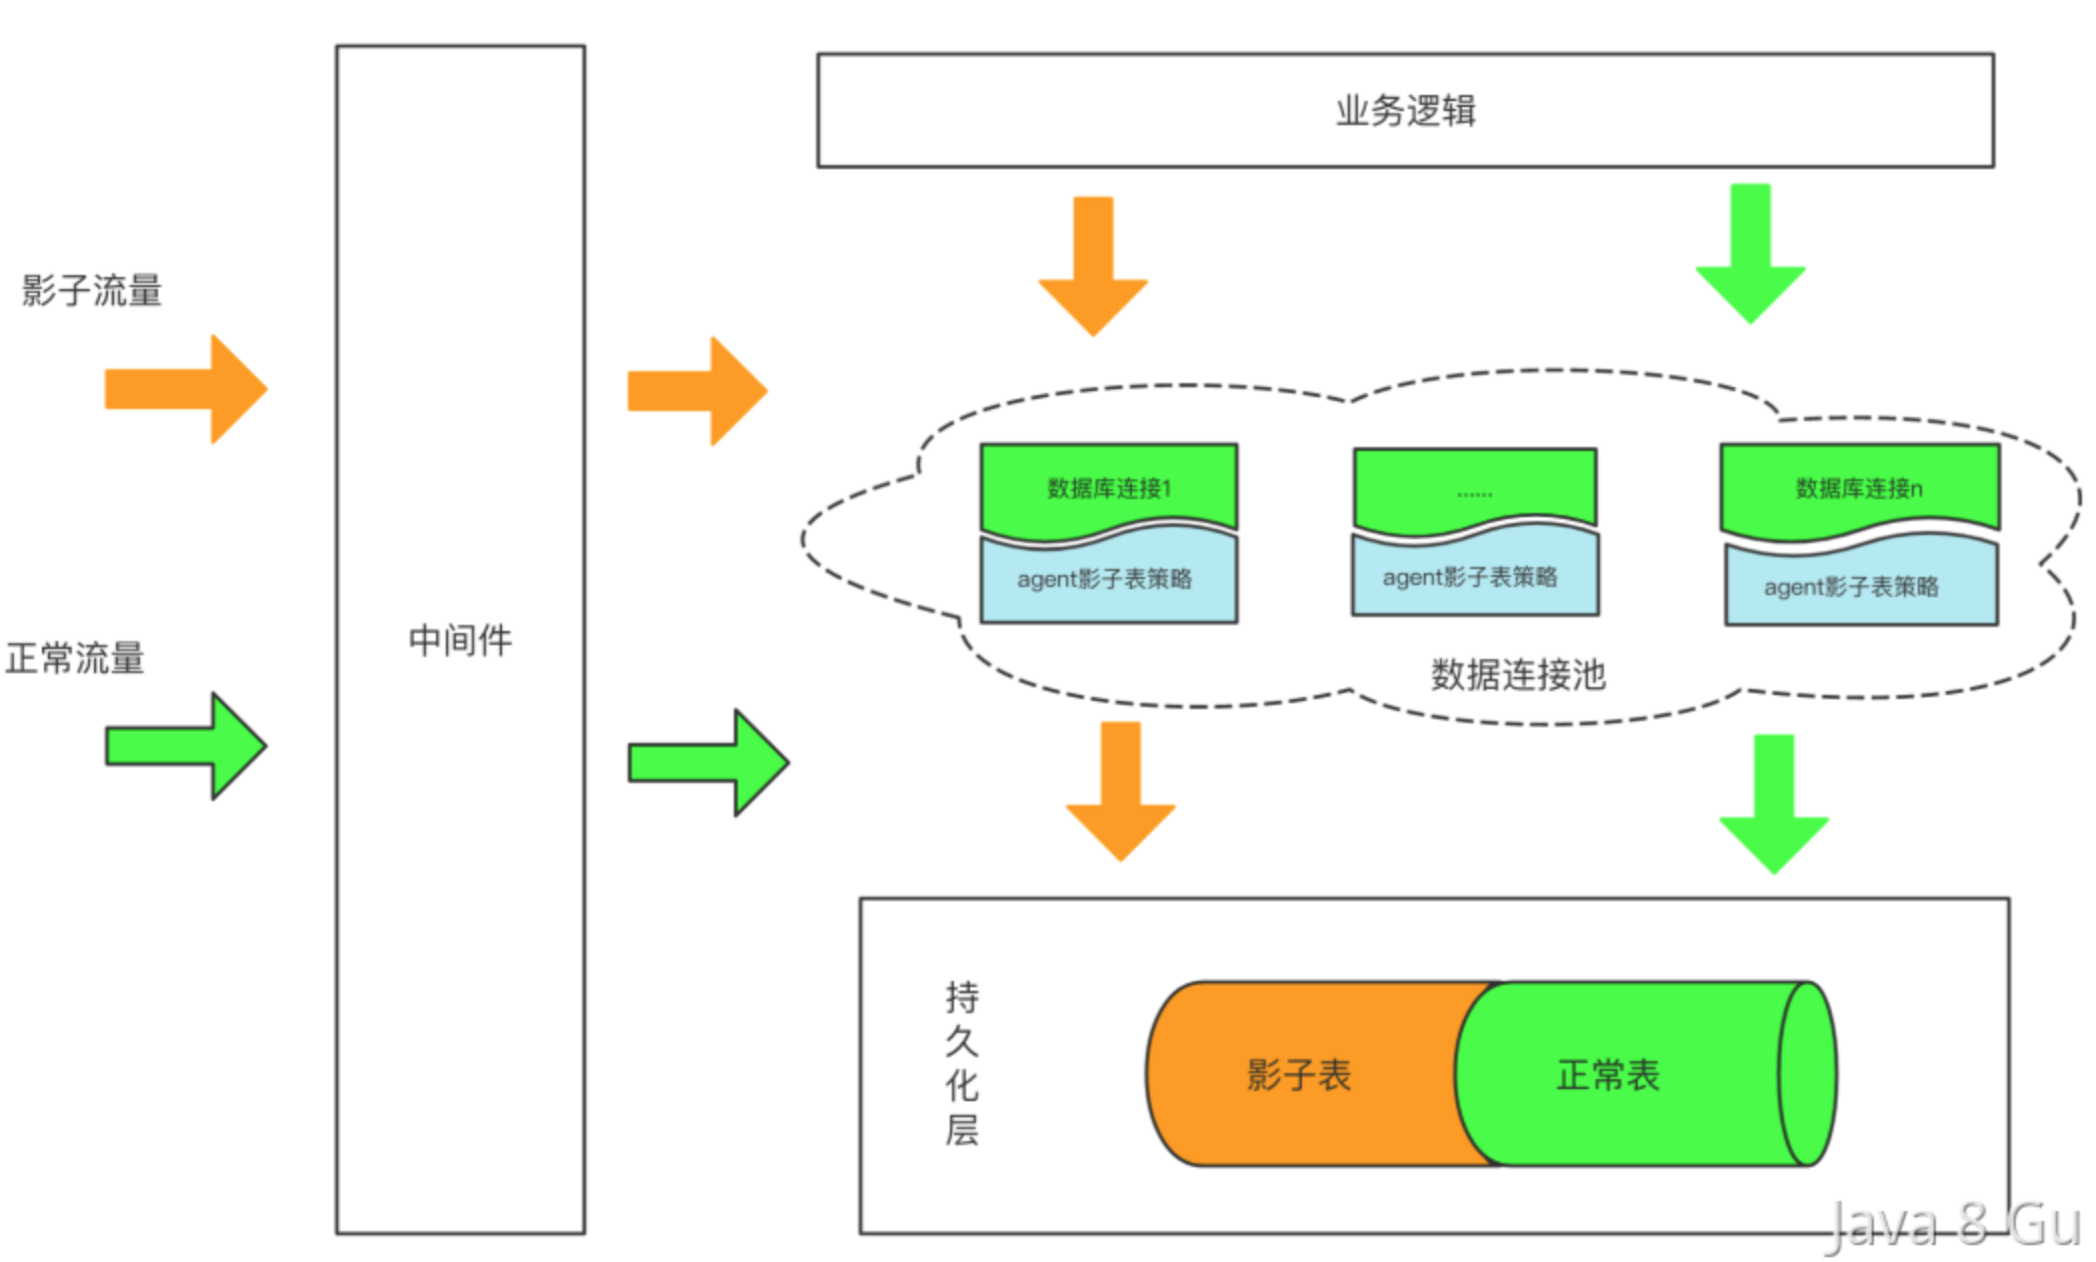 业务逻辑
影子流量
正常流量
中间件
数据库连接1
agent影子表策略
......
agent影子表策略
数据库连接n
agent影子表策略
数据连接池
持久化层
影子表
正常表
Java 8 Gu